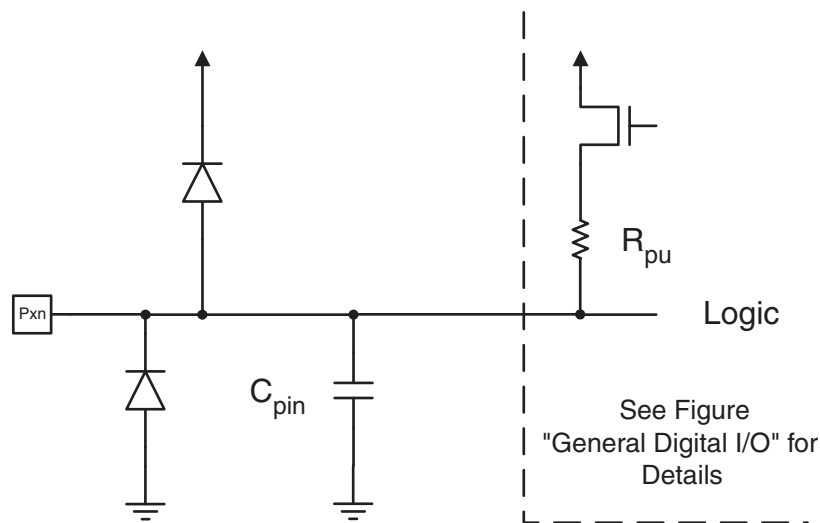 R_pu
Pxn
Logic
C_pin
See Figure
"General Digital I/O" for
Details